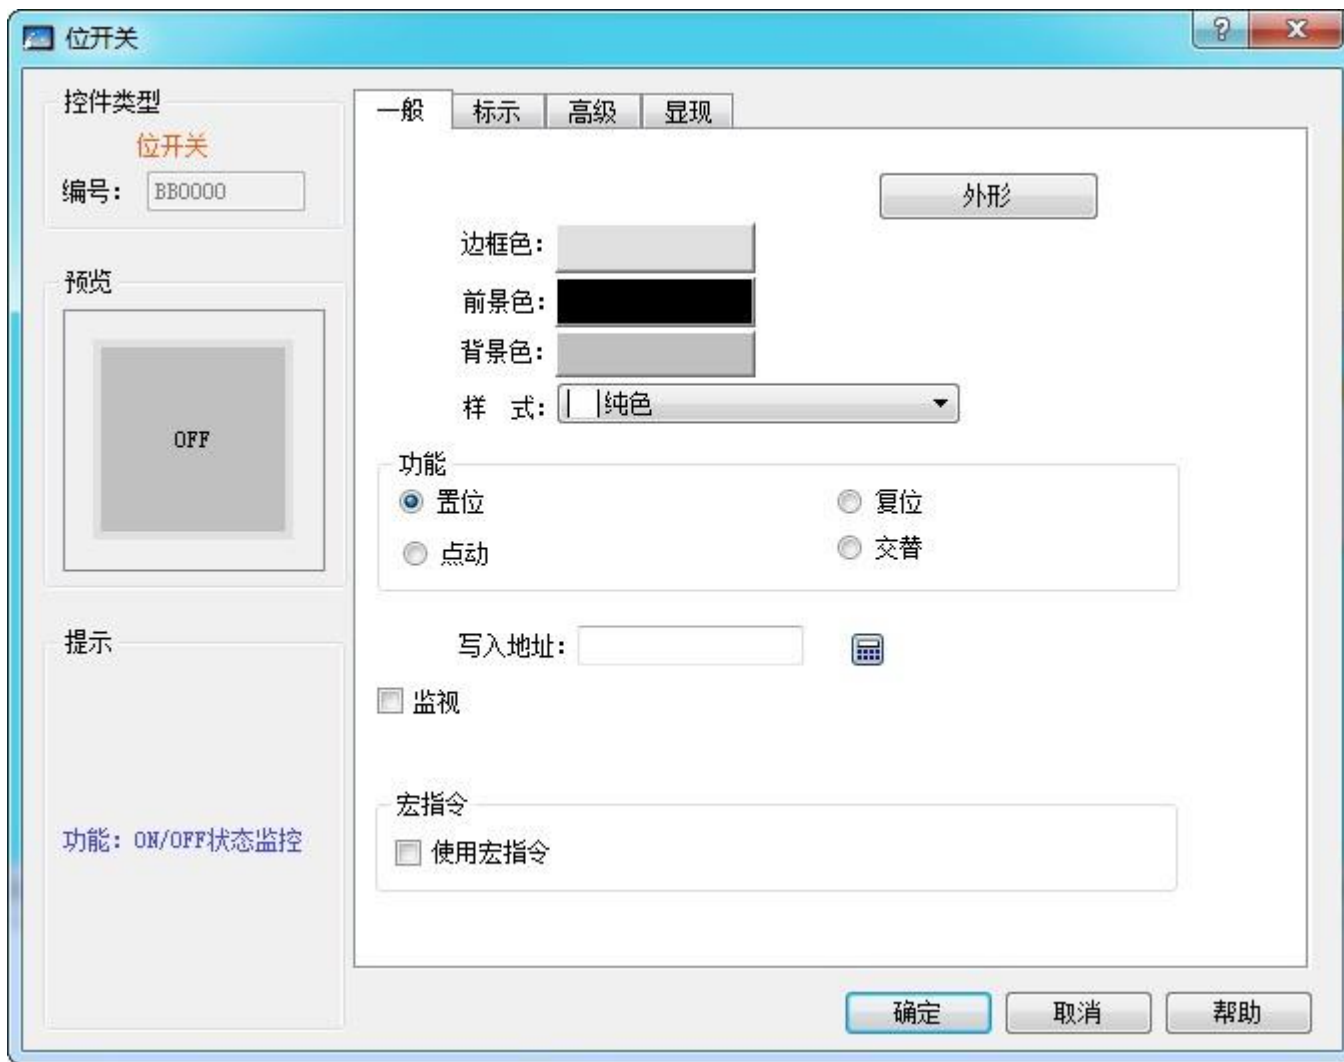 位开关
控件类型
位开关
编号: BB0000
预览
OFF
提示
功能: ON/OFF状态监控
一般 标示 高级 显现
外形
边框色:
前景色:
背景色:
样 式: 纯色
功能
置位 复位
点动 交替
写入地址:
监视
宏指令
使用宏指令
确定 取消 帮助